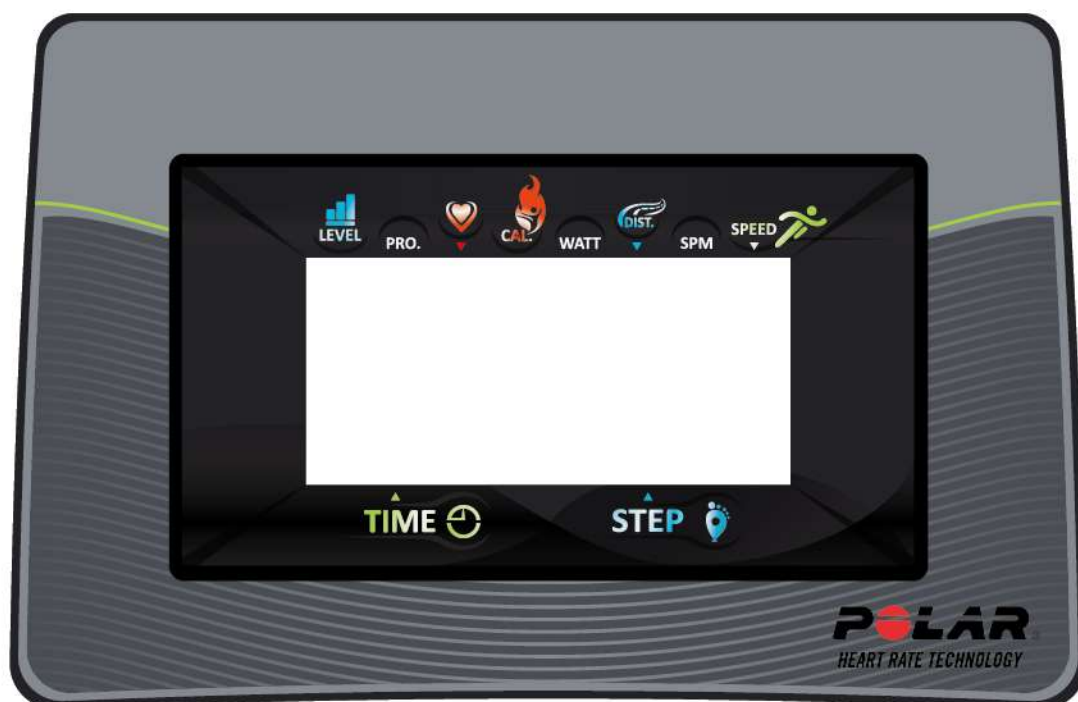 LEVEL PRO. CAL. WATT DIST. SPM SPEED
TIME STEP
POLAR
HEART RATE TECHNOLOGY